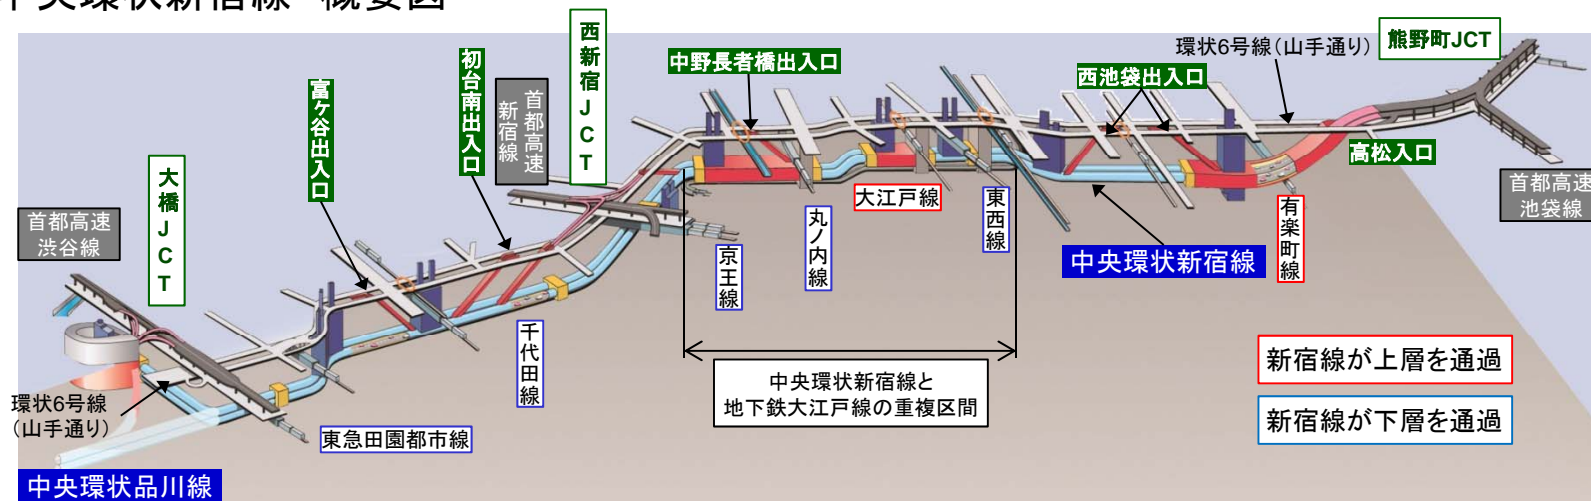 中央環状新宿線 概要図
西新宿JCT
熊野町JCT
環状6号線(山手通り)
初台南出入口
首都高速
新宿線
中野長者橋出入口
西池袋出入口
富ヶ谷出入口
高松入口
大橋JCT
首都高速
池袋線
首都高速
渋谷線
大江戸線
東西線
有楽町線
丸ノ内線
京王線
中央環状新宿線
千代田線
新宿線が上層を通過
中央環状新宿線と
地下鉄大江戸線の重複区間
環状6号線
(山手通り)
新宿線が下層を通過
東急田園都市線
中央環状品川線